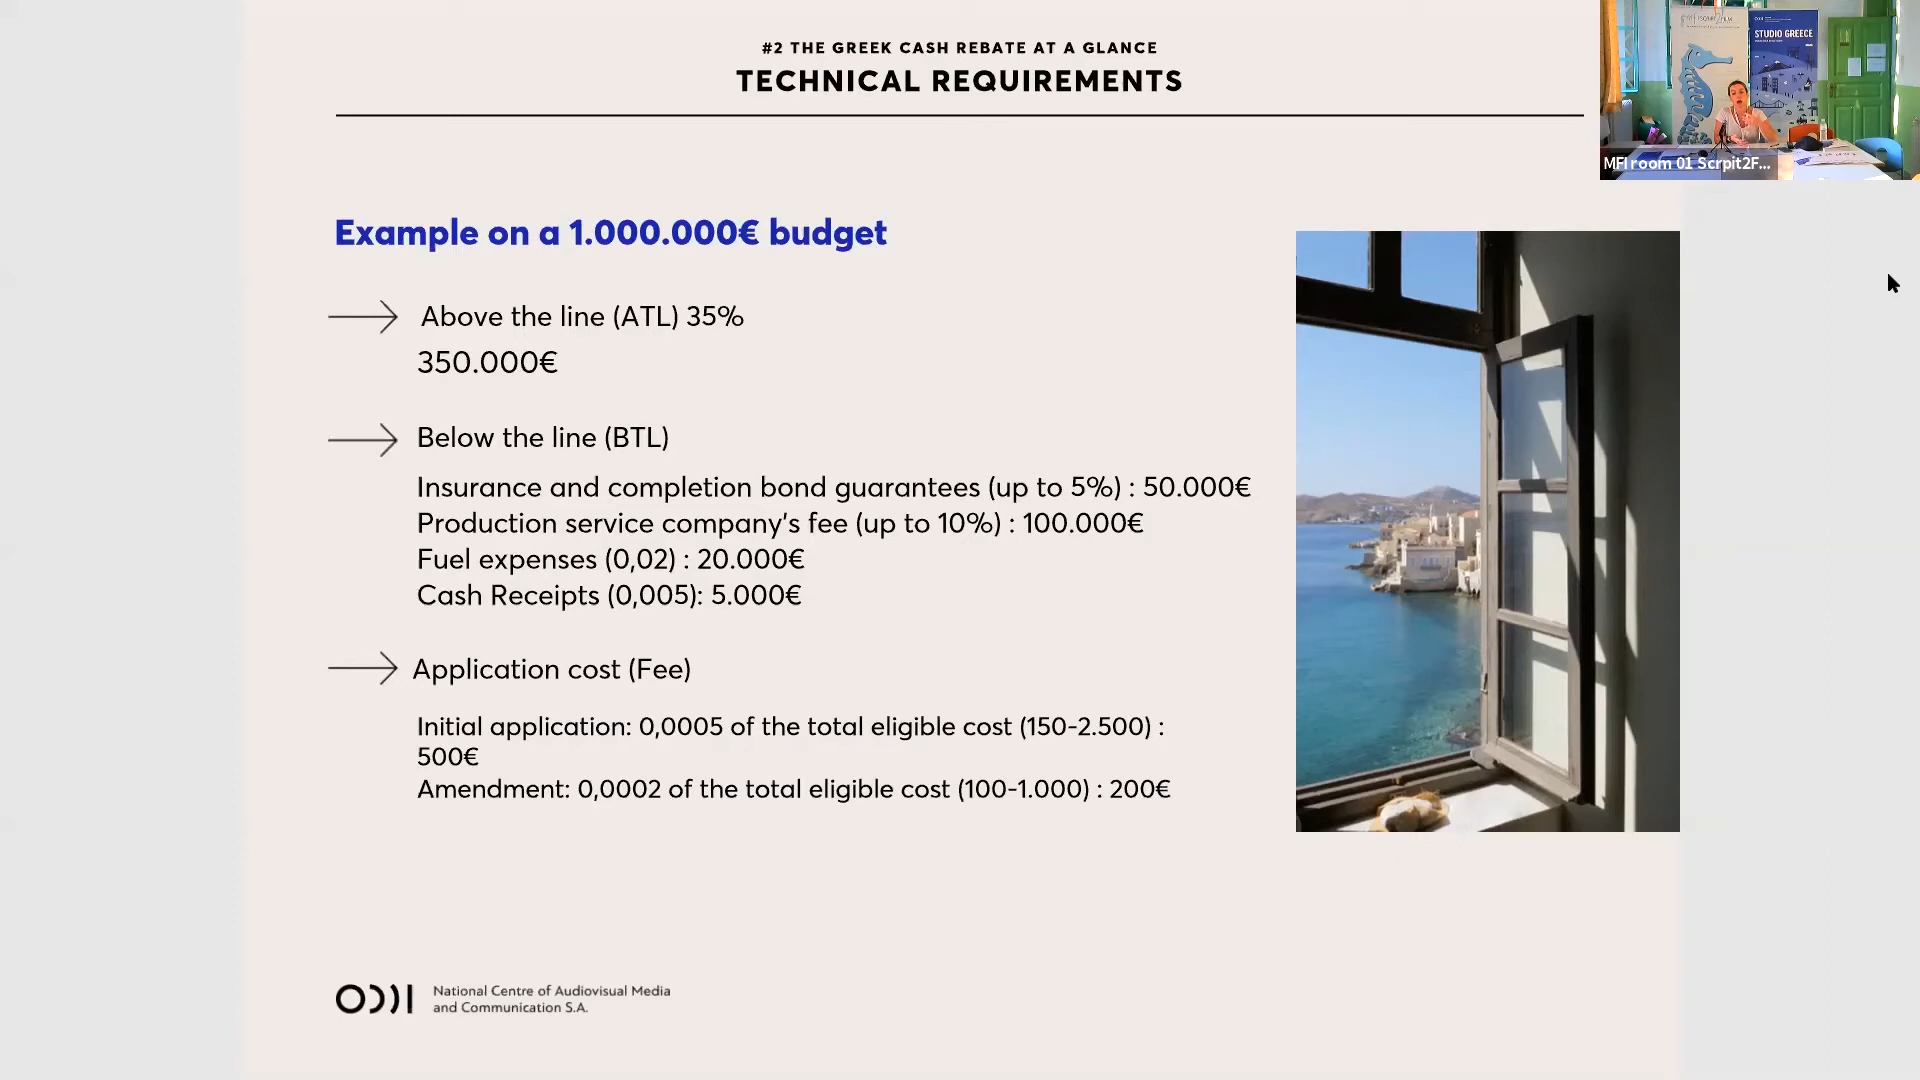 #2 THE GREEK CASH REBATE AT A GLANCE
TECHNICAL REQUIREMENTS
STUDIO GREECE
MFI room 01 Scrpit2F...
Example on a 1.000.000€ budget
Above the line (ATL) 35%
350.000€
Below the line (BTL)
Insurance and completion bond guarantees (up to 5%) : 50.000€
Production service company's fee (up to 10%) : 100.000€
Fuel expenses (0,02) : 20.000€
Cash Receipts (0,005): 5.000€
Application cost (Fee)
Initial application: 0,0005 of the total eligible cost (150-2.500) :
500€
Amendment: 0,0002 of the total eligible cost (100-1.000) : 200€
National Centre of Audiovisual Media
and Communication S.A.